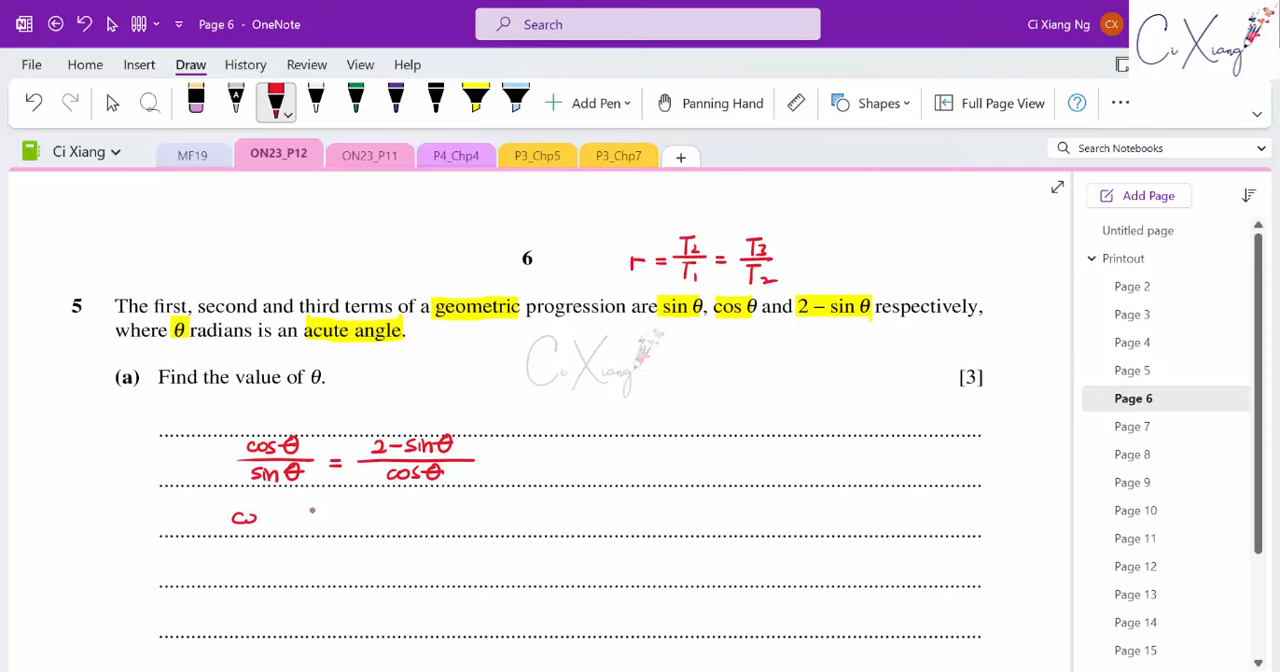 Page 6 - OneNote
Search
Ci Xiang Ng
CX
Ci Xiang
File Home Insert Draw History Review View Help
Add Pen
Panning Hand
Shapes
Full Page View
Ci Xiang
MF19
ON23_P12
ON23_P11
P4_Chp4
P3_Chp5
P3_Chp7
Search Notebooks
Add Page
Untitled page
Printout
Page 2
Page 3
Page 4
Page 5
Page 6
Page 7
Page 8
Page 9
Page 10
Page 11
Page 12
Page 13
Page 14
Page 15
6
r = T₂/T₁ = T₃/T₂
5 The first, second and third terms of a geometric progression are sin θ, cos θ and 2 – sin θ respectively,
where θ radians is an acute angle.
Ci Xiang
(a) Find the value of θ. [3]
cosθ/sinθ = 2-sinθ/cosθ
co